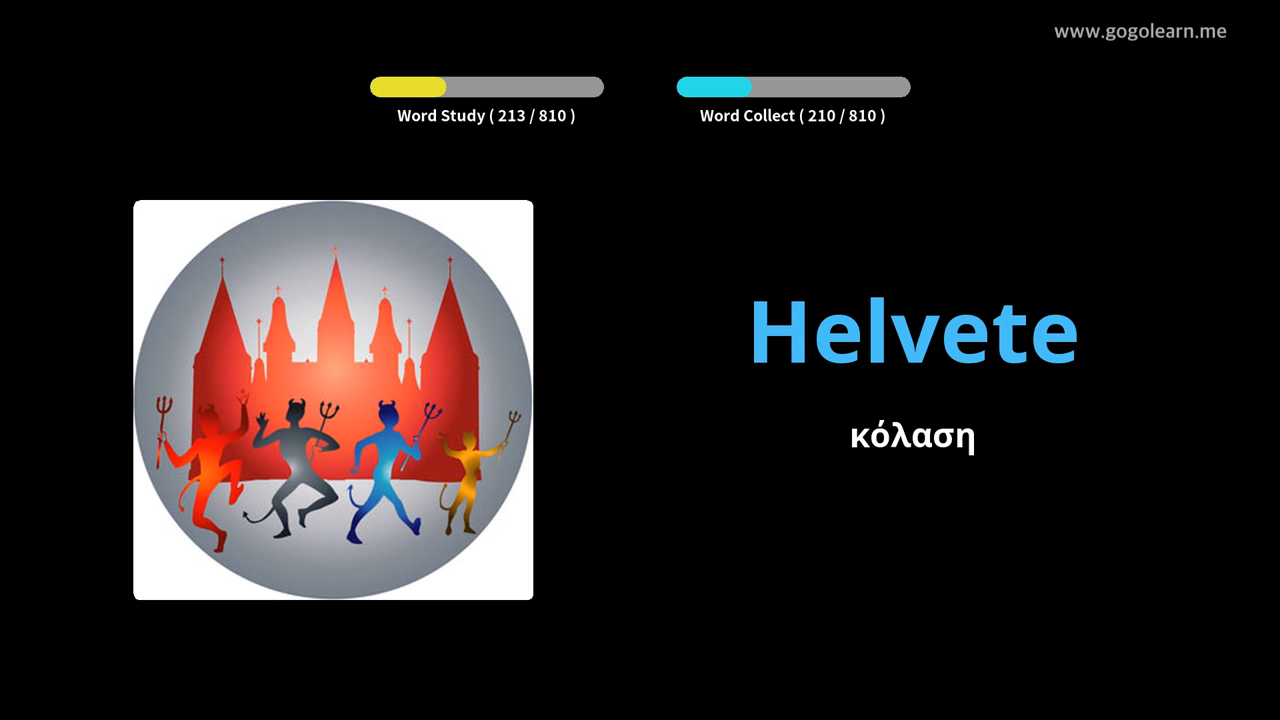 www.gogolearn.me
Word Study ( 213 / 810 )
Word Collect ( 210 / 810 )
Helvete
κόλαση